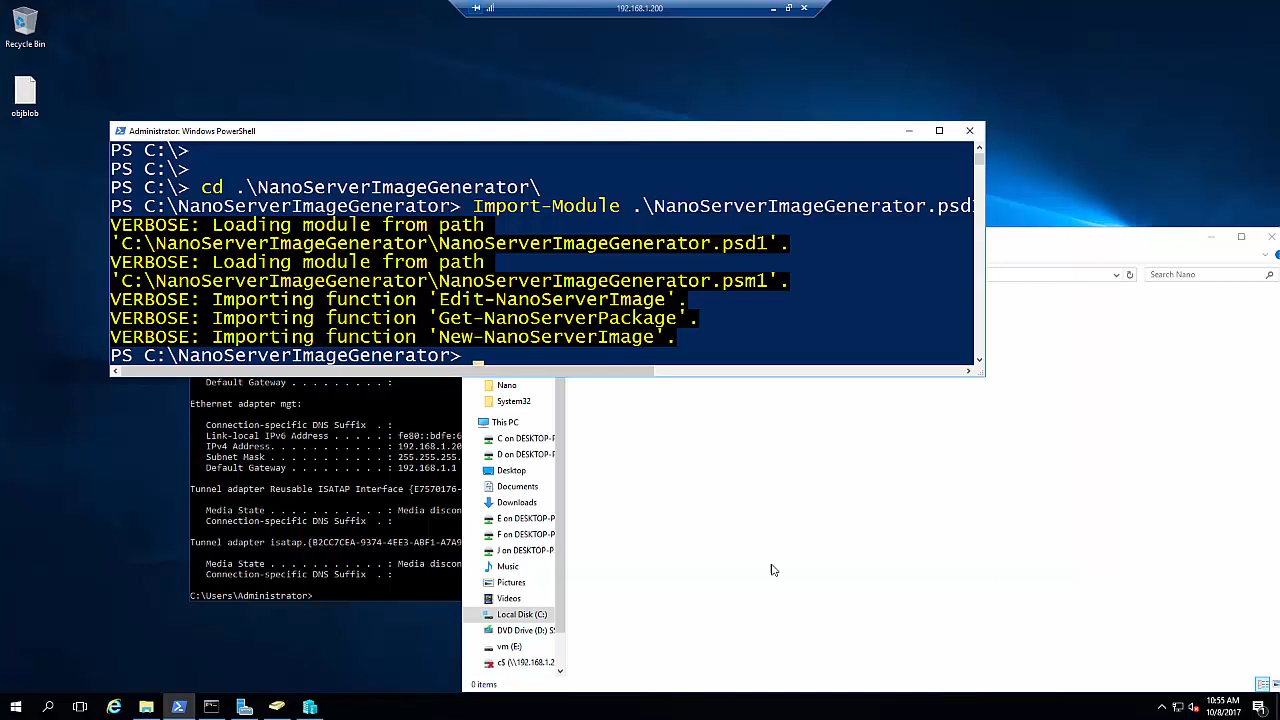 192.168.1.200
Recycle Bin
objblob
Administrator: Windows PowerShell
PS C:\>
PS C:\>
PS C:\> cd .\NanoServerImageGenerator\
PS C:\NanoServerImageGenerator> Import-Module .\NanoServerImageGenerator.psd1
VERBOSE: Loading module from path
'C:\NanoServerImageGenerator\NanoServerImageGenerator.psd1'.
VERBOSE: Loading module from path
'C:\NanoServerImageGenerator\NanoServerImageGenerator.psm1'.
VERBOSE: Importing function 'Edit-NanoServerImage'.
VERBOSE: Importing function 'Get-NanoServerPackage'.
VERBOSE: Importing function 'New-NanoServerImage'.
PS C:\NanoServerImageGenerator>
Search Nano
Default Gateway . . . . . . . . . :
Ethernet adapter mgt:
Connection-specific DNS Suffix . :
Link-local IPv6 Address . . . . . : fe80::bdfe:6
IPv4 Address. . . . . . . . . . . : 192.168.1.20
Subnet Mask . . . . . . . . . . . : 255.255.255.
Default Gateway . . . . . . . . . : 192.168.1.1
Tunnel adapter Reusable ISATAP Interface {E7570176-
Media State . . . . . . . . . . . : Media discon
Connection-specific DNS Suffix . :
Tunnel adapter isatap.{B2CC7CEA-9374-4EE3-ABF1-A7A9
Media State . . . . . . . . . . . : Media discon
Connection-specific DNS Suffix . :
C:\Users\Administrator>
Nano
System32
This PC
C on DESKTOP-P
D on DESKTOP-P
Desktop
Documents
Downloads
E on DESKTOP-P
F on DESKTOP-P
J on DESKTOP-P
Music
Pictures
Videos
Local Disk (C:)
DVD Drive (D:) S
vm (E:)
c$ (\\192.168.1.2
0 items
10:55 AM
10/8/2017
1